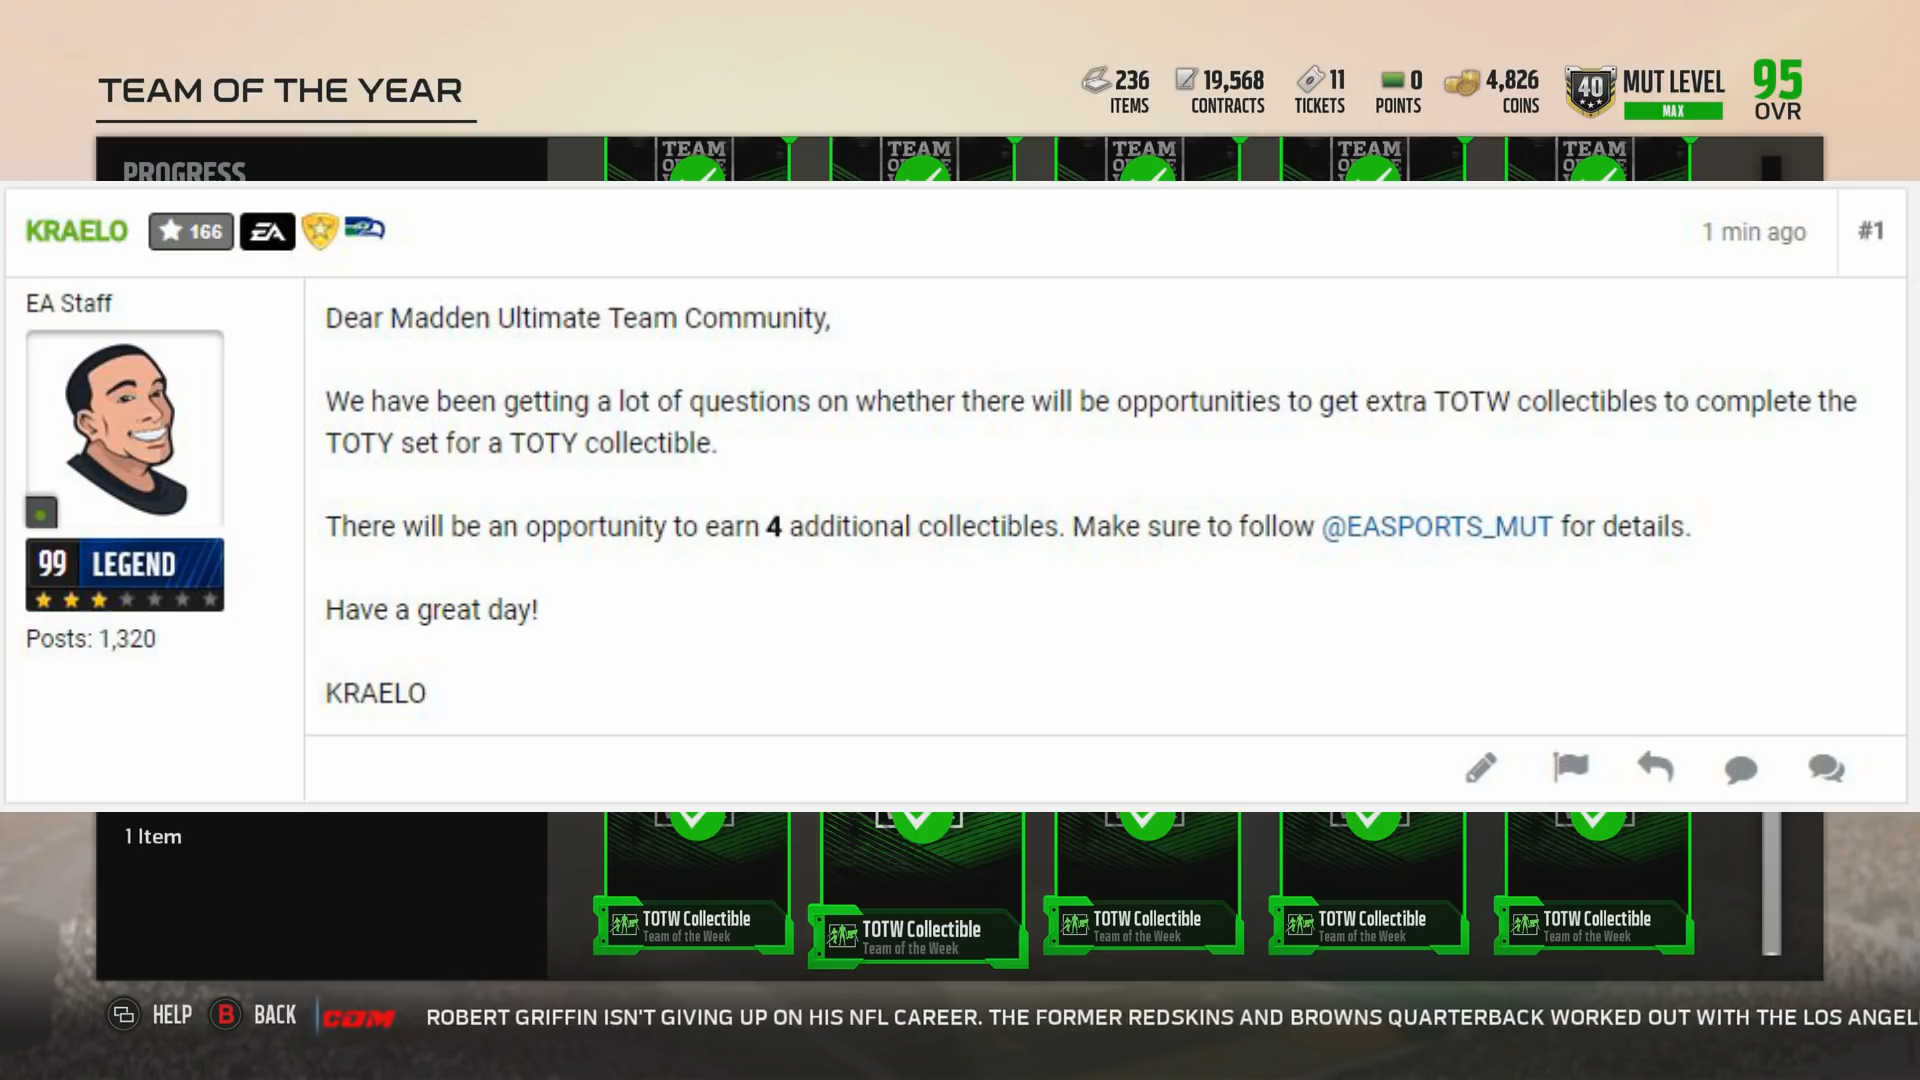 TEAM OF THE YEAR
236 ITEMS
19,568 CONTRACTS
11 TICKETS
0 POINTS
4,826 COINS
40
MUT LEVEL
MAX
95 OVR
PROGRESS
TEAM
TEAM
TEAM
TEAM
TEAM
KRAELO 166 EA
1 min ago #1
EA Staff
99 LEGEND
Posts: 1,320
Dear Madden Ultimate Team Community,
We have been getting a lot of questions on whether there will be opportunities to get extra TOTW collectibles to complete the
TOTY set for a TOTY collectible.
There will be an opportunity to earn 4 additional collectibles. Make sure to follow @EASPORTS_MUT for details.
Have a great day!
KRAELO
1 Item
TOTW Collectible
Team of the Week
TOTW Collectible
Team of the Week
TOTW Collectible
Team of the Week
TOTW Collectible
Team of the Week
TOTW Collectible
Team of the Week
HELP B BACK COM ROBERT GRIFFIN ISN'T GIVING UP ON HIS NFL CAREER. THE FORMER REDSKINS AND BROWNS QUARTERBACK WORKED OUT WITH THE LOS ANGEL